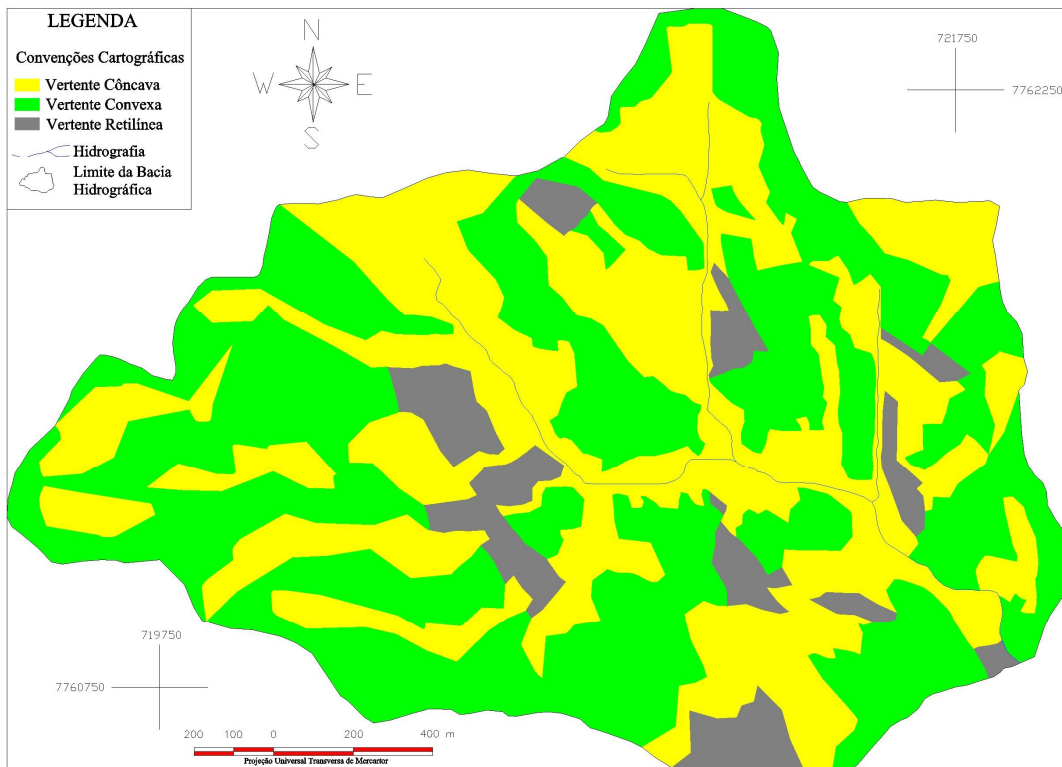 LEGENDA
Convenções Cartográficas
Vertente Côncava
Vertente Convexa
Vertente Retilínea
Hidrografia
Limite da Bacia
Hidrográfica
N
W E
S
721750
7762250
719750
7760750
200 100 0 200 400 m
Projeção Universal Transversa de Mercartor